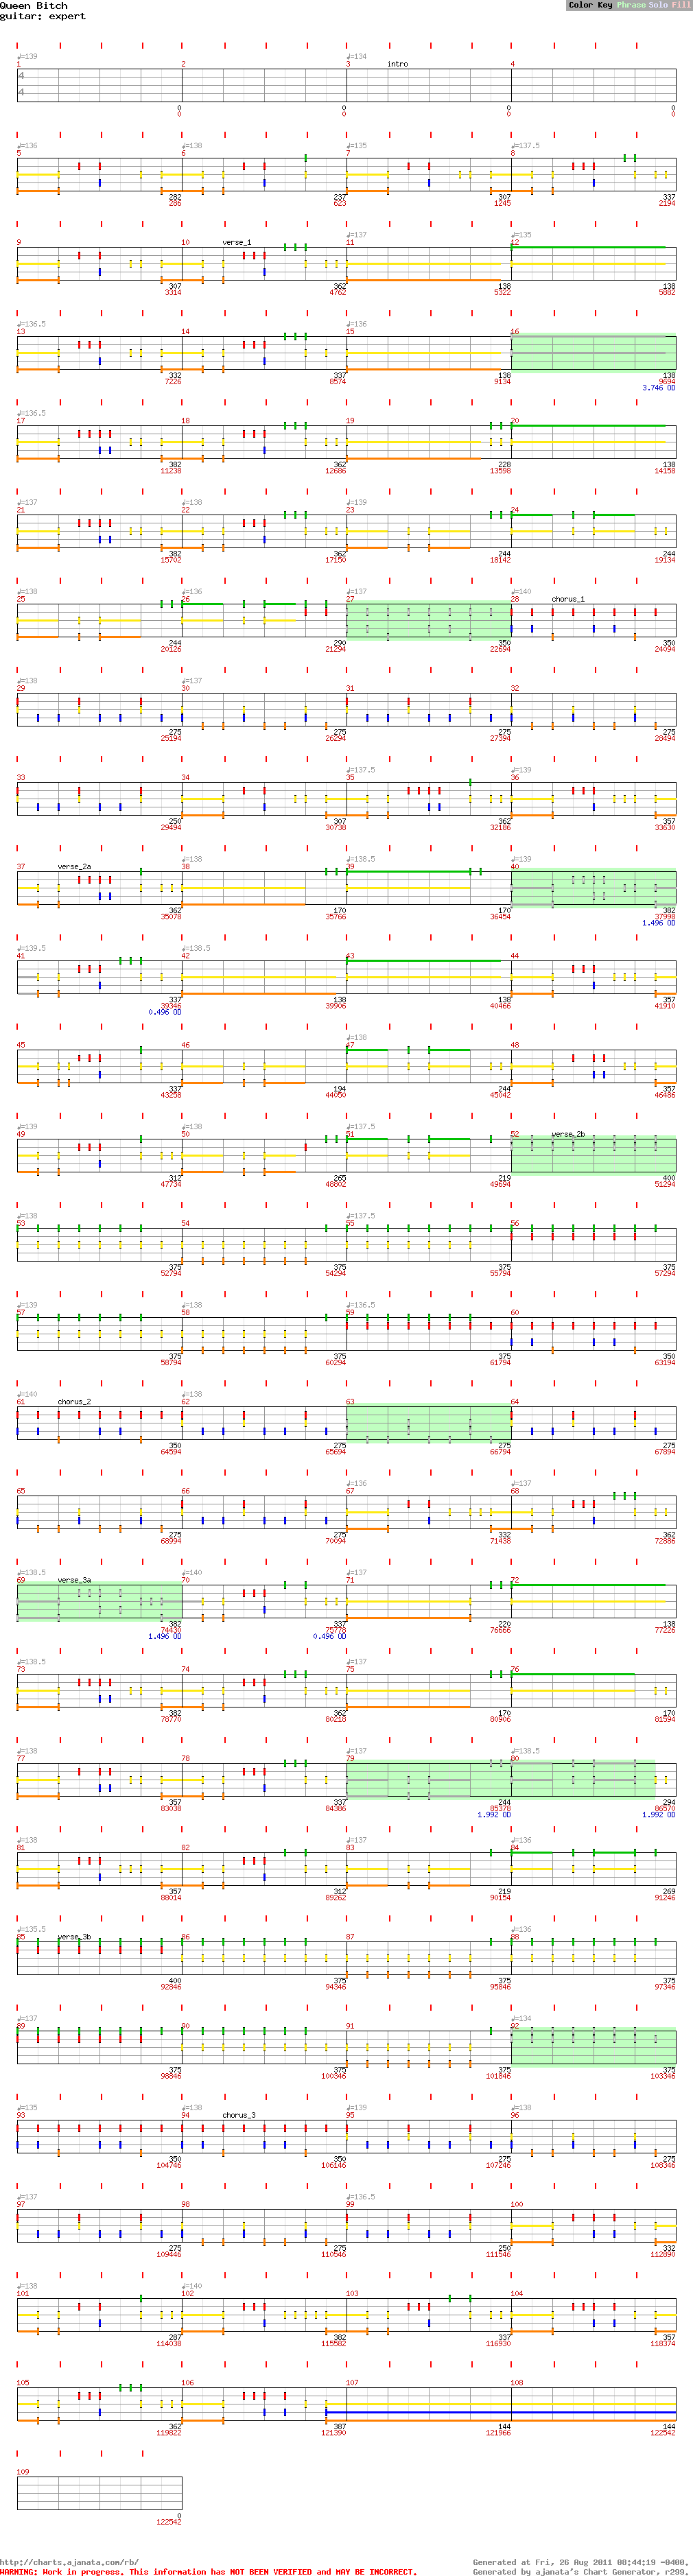 Queen Bitch
Color Key Phrase Solo Fill
guitar: expert
♩=139 ♩=134
1 2 3 intro 4
4
4
0 0 0 0
0 0 0 0
♩=136 ♩=138 ♩=135 ♩=137.5
5 6 7 8
282 237 307 337
286 623 1245 2194
♩=137 ♩=135
9 10 verse_1 11 12
307 362 138 138
3314 4762 5322 5882
♩=136.5 ♩=136
13 14 15 16
332 337 138 138
7226 8574 9134 9694
3.746 OD
♩=136.5
17 18 19 20
382 362 228 138
11238 12686 13598 14158
♩=137 ♩=138 ♩=139
21 22 23 24
382 362 244 244
15702 17150 18142 19134
♩=138 ♩=136 ♩=137 ♩=140
25 26 27 28 chorus_1
244 290 350 350
20126 21294 22694 24094
♩=138 ♩=137
29 30 31 32
275 275 275 275
25194 26294 27394 28494
♩=137.5 ♩=139
33 34 35 36
250 307 362 357
29494 30738 32186 33630
♩=138 ♩=138.5 ♩=139
37 verse_2a 38 39 40
362 170 170 382
35078 35766 36454 37998
1.496 OD
♩=139.5 ♩=138.5
41 42 43 44
337 138 138 357
39346 39906 40466 41910
0.496 OD
♩=138
45 46 47 48
337 194 244 357
43258 44050 45042 46486
♩=139 ♩=138 ♩=137.5
49 50 51 52 verse_2b
312 265 219 400
47734 48802 49694 51294
♩=138 ♩=137.5
53 54 55 56
375 375 375 375
52794 54294 55794 57294
♩=139 ♩=138 ♩=136.5
57 58 59 60
375 375 375 350
58794 60294 61794 63194
♩=140 ♩=138
61 chorus_2 62 63 64
350 275 275 275
64594 65694 66794 67894
♩=136 ♩=137
65 66 67 68
275 275 332 362
68994 70094 71438 72886
♩=138.5 ♩=140 ♩=137
69 verse_3a 70 71 72
382 337 220 138
74430 75778 76666 77226
1.496 OD 0.496 OD
♩=138.5 ♩=137
73 74 75 76
382 362 170 170
78770 80218 80906 81594
♩=138 ♩=137 ♩=138.5
77 78 79 80
357 337 244 294
83038 84386 85378 86570
1.992 OD 1.992 OD
♩=138 ♩=137 ♩=136
81 82 83 84
357 312 219 269
88014 89262 90154 91246
♩=135.5 ♩=136
85 verse_3b 86 87 88
400 375 375 375
92846 94346 95846 97346
♩=137 ♩=134
89 90 91 92
375 375 375 375
98846 100346 101846 103346
♩=135 ♩=138 ♩=139 ♩=138
93 94 chorus_3 95 96
350 350 275 275
104746 106146 107246 108346
♩=137 ♩=136.5
97 98 99 100
275 275 250 332
109446 110546 111546 112890
♩=138 ♩=140
101 102 103 104
287 382 337 357
114038 115582 116930 118374
105 106 107 108
362 387 144 144
119822 121390 121966 122542
109
0
122542
http://charts.ajanata.com/rb/ Generated at Fri, 26 Aug 2011 08:44:19 -0400.
WARNING: Work in progress. This information has NOT BEEN VERIFIED and MAY BE INCORRECT. Generated by ajanata's Chart Generator, r299.